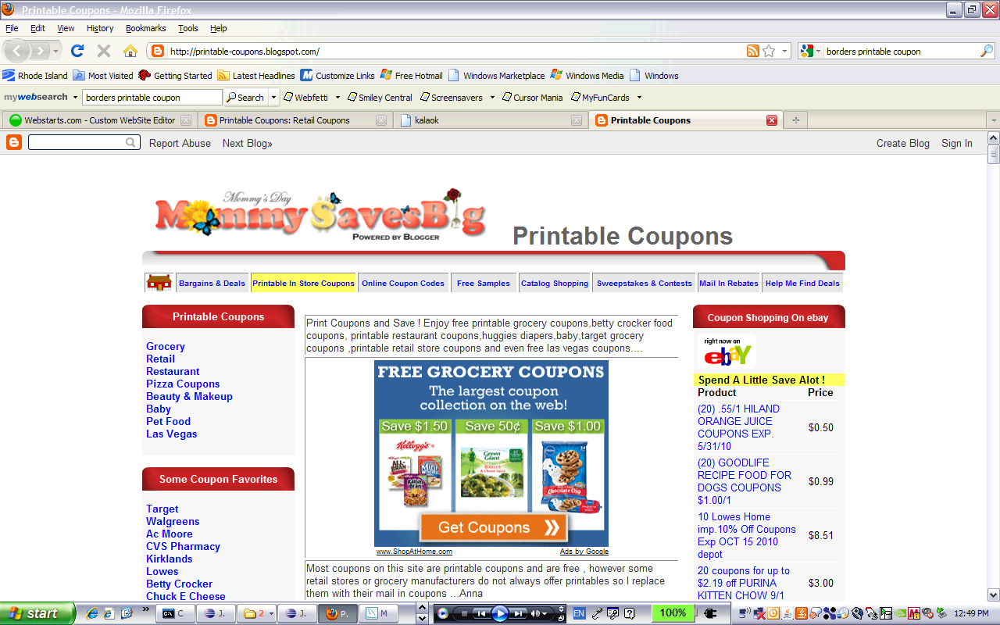 Printable Coupons - Mozilla Firefox
File Edit View History Bookmarks Tools Help
http://printable-coupons.blogspot.com/ borders printable coupon
Rhode Island Most Visited Getting Started Latest Headlines Customize Links Free Hotmail Windows Marketplace Windows Media Windows
mywebsearch borders printable coupon Search Webfetti Smiley Central Screensavers Cursor Mania MyFunCards
Webstarts.com - Custom WebSite Editor Printable Coupons: Retail Coupons kalaok Printable Coupons
Report Abuse Next Blog» Create Blog Sign In
Mommy's Day
Mommy $avesBig
POWERED BY BLOGGER
Printable Coupons
Bargains & Deals Printable In Store Coupons Online Coupon Codes Free Samples Catalog Shopping Sweepstakes & Contests Mail In Rebates Help Me Find Deals
Printable Coupons
Grocery
Retail
Restaurant
Pizza Coupons
Beauty & Makeup
Baby
Pet Food
Las Vegas
Some Coupon Favorites
Target
Walgreens
Ac Moore
CVS Pharmacy
Kirklands
Lowes
Betty Crocker
Chuck E Cheese
Print Coupons and Save ! Enjoy free printable grocery coupons,betty crocker food
coupons, printable restaurant coupons,huggies diapers,baby,target grocery
coupons ,printable retail store coupons and even free las vegas coupons....
FREE GROCERY COUPONS
The largest coupon
collection on the web!
Save $1.50 Save 50¢ Save $1.00
Kellogg's
ALL-BRAN
MINI WHEATS
Raisin Bran
Green Giant
Broccoli
& Cheese Sauce
Pillsbury
24
Chocolate Chip
Get Coupons
www.ShopAtHome.com Ads by Google
Most coupons on this site are printable coupons and are free , however some
retail stores or grocery manufacturers do not always offer printables so I replace
them with their mail in coupons ...Anna
Coupon Shopping On ebay
right now on
ebaY
Spend A Little Save Alot !
Product Price
(20) .55/1 HILAND
ORANGE JUICE
COUPONS EXP.
5/31/10
$0.50
(20) GOODLIFE
RECIPE FOOD FOR
DOGS COUPONS
$1.00/1
$0.99
10 Lowes Home
imp.10% Off Coupons
Exp OCT 15 2010
depot
$8.51
20 coupons for up to
$2.19 off PURINA
KITTEN CHOW 9/1
$3.00
start C J. 2 J. P. M EN 100% 12:49 PM